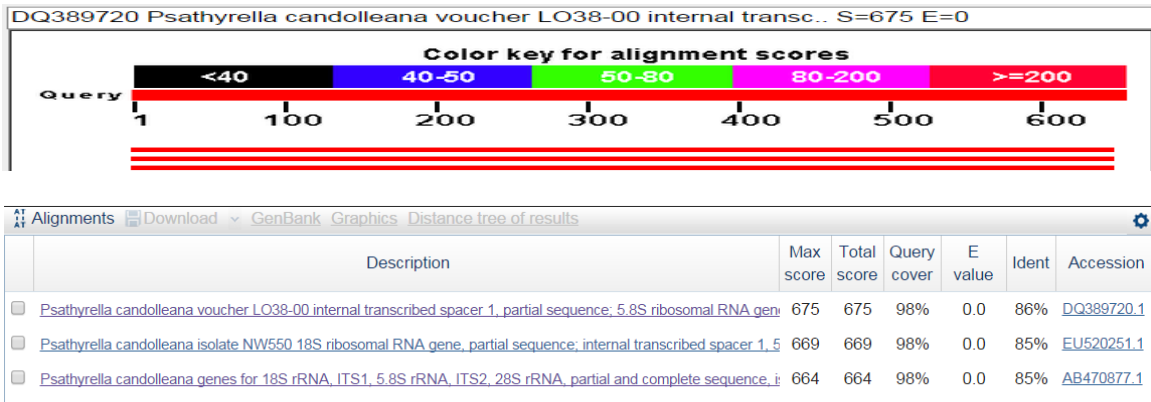 DQ389720 Psathyrella candolleana voucher LO38-00 internal transc.. S=675 E=0
Color key for alignment scores
<40 40-50 50-80 80-200 >=200
Query
1 100 200 300 400 500 600
Alignments Download GenBank Graphics Distance tree of results
Description Max score Total score Query cover E value Ident Accession
Psathyrella candolleana voucher LO38-00 internal transcribed spacer 1, partial sequence; 5.8S ribosomal RNA gen 675 675 98% 0.0 86% DQ389720.1
Psathyrella candolleana isolate NW550 18S ribosomal RNA gene, partial sequence; internal transcribed spacer 1, 5 669 669 98% 0.0 85% EU520251.1
Psathyrella candolleana genes for 18S rRNA, ITS1, 5.8S rRNA, ITS2, 28S rRNA, partial and complete sequence, i 664 664 98% 0.0 85% AB470877.1